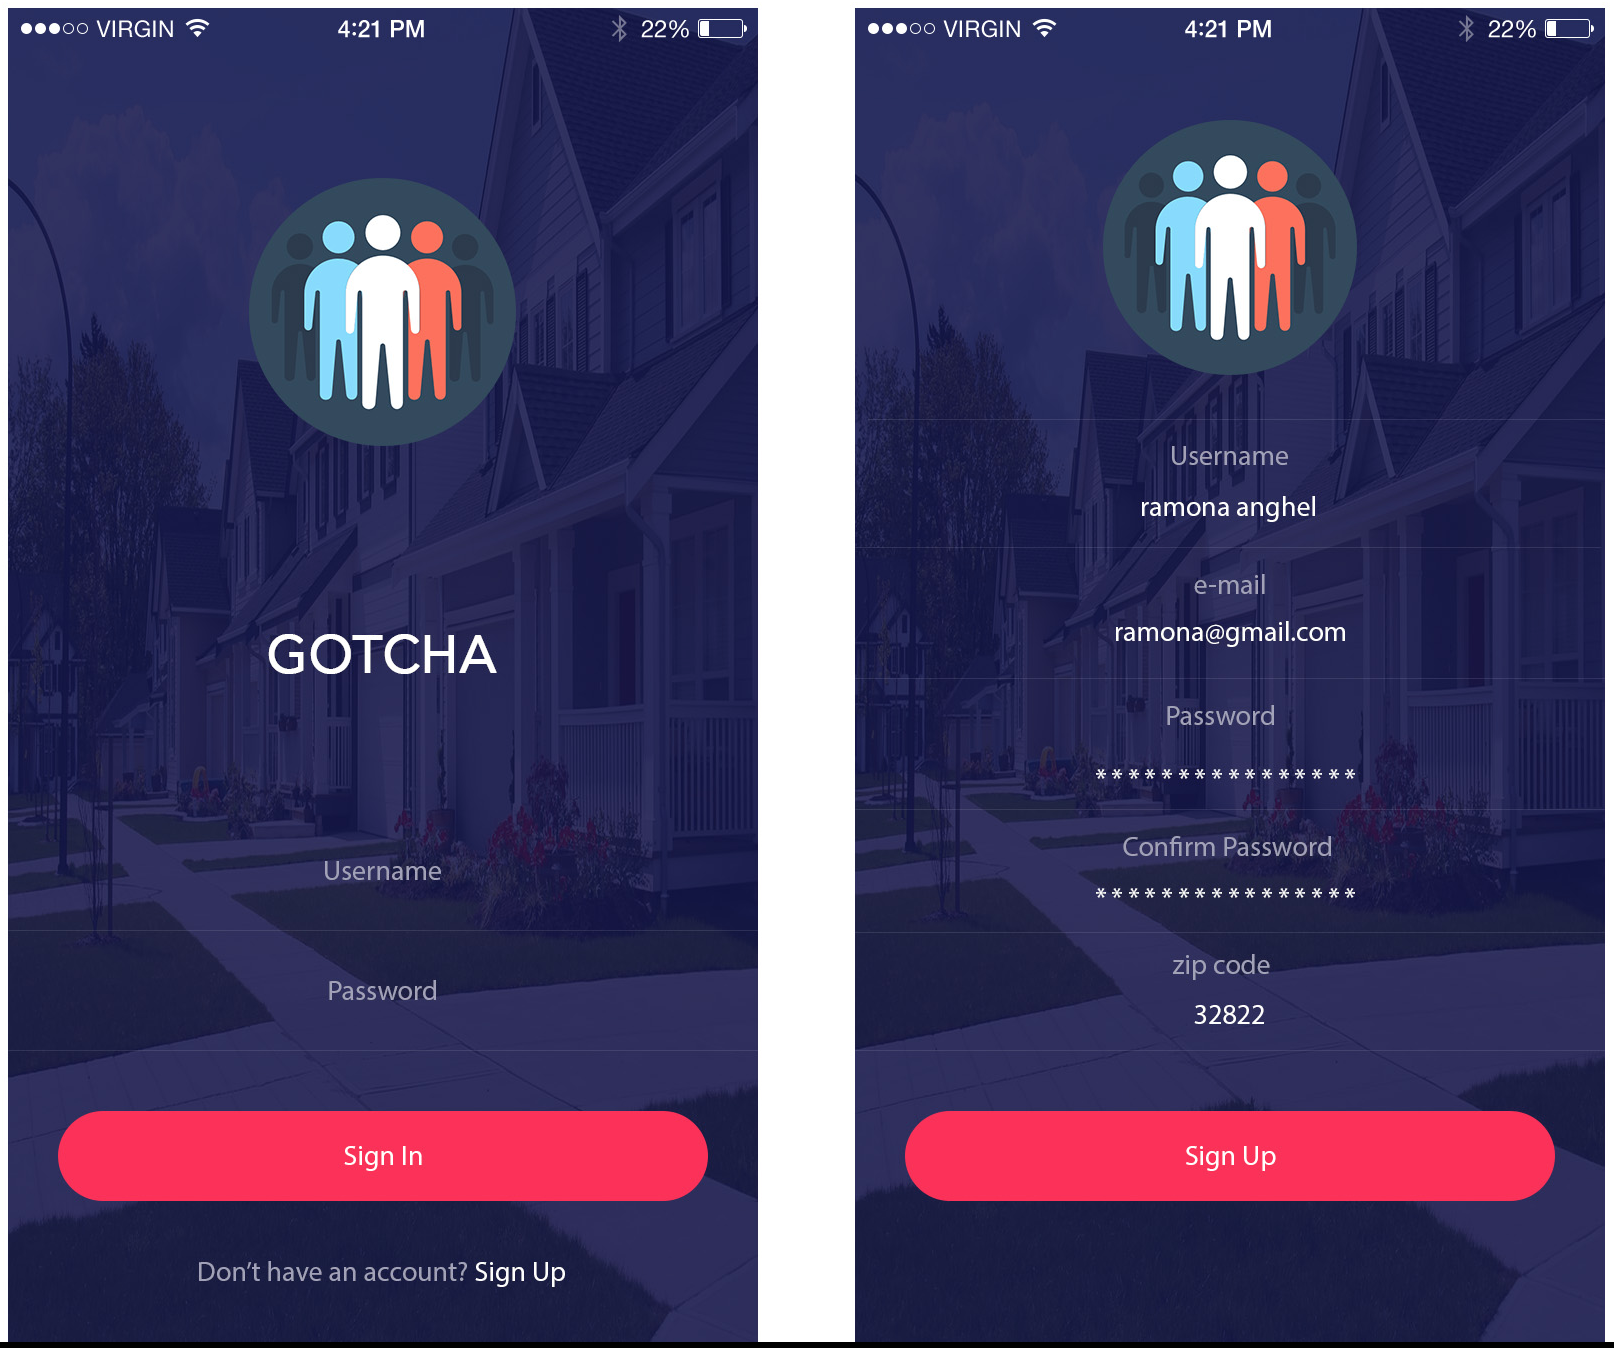 VIRGIN 4:21 PM 22%
GOTCHA
Username
Password
Sign In
Don’t have an account? Sign Up
VIRGIN 4:21 PM 22%
Username
ramona anghel
e-mail
ramona@gmail.com
Password
****************
Confirm Password
****************
zip code
32822
Sign Up